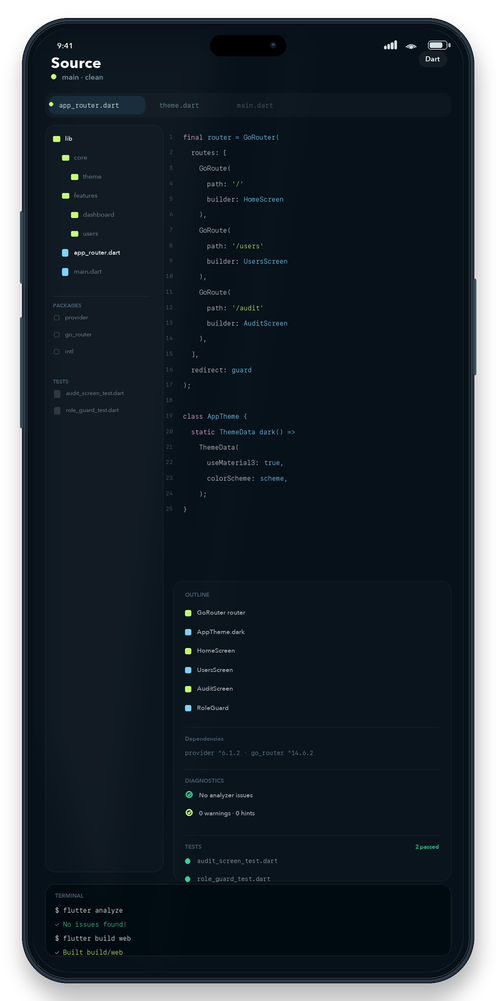 9:41
Source
Dart
main · clean
app_router.dart
theme.dart
main.dart
lib
core
theme
features
dashboard
users
app_router.dart
main.dart
PACKAGES
provider
go_router
intl
TESTS
audit_screen_test.dart
role_guard_test.dart
1 final router = GoRouter(
2 routes: [
3 GoRoute(
4 path: '/'
5 builder: HomeScreen
6 ),
7 GoRoute(
8 path: '/users'
9 builder: UsersScreen
10 ),
11 GoRoute(
12 path: '/audit'
13 builder: AuditScreen
14 ),
15 ],
16 redirect: guard
17 );
18
19 class AppTheme {
20 static ThemeData dark() =>
21 ThemeData(
22 useMaterial3: true,
23 colorScheme: scheme,
24 );
25 }
OUTLINE
GoRouter router
AppTheme.dark
HomeScreen
UsersScreen
AuditScreen
RoleGuard
Dependencies
provider ^6.1.2 · go_router ^14.6.2
DIAGNOSTICS
No analyzer issues
0 warnings · 0 hints
TESTS
2 passed
audit_screen_test.dart
role_guard_test.dart
TERMINAL
$ flutter analyze
✓ No issues found!
$ flutter build web
✓ Built build/web